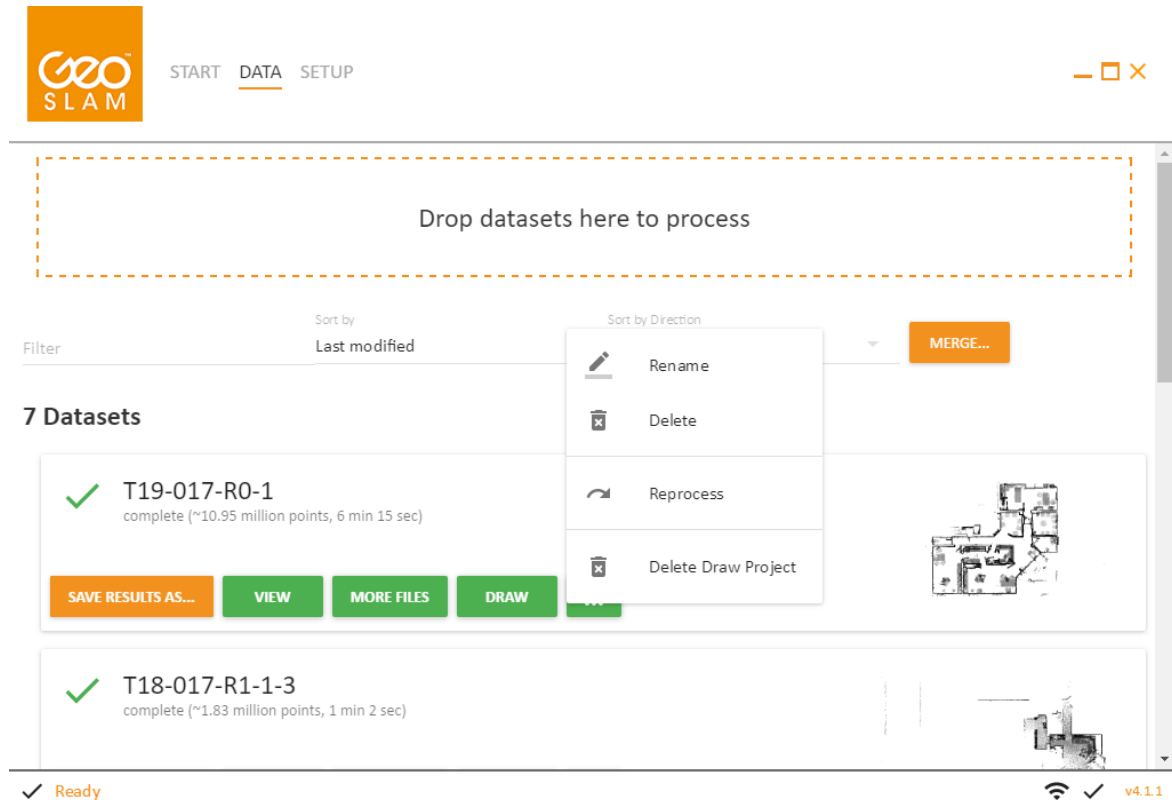 GEO™
SLAM
START DATA SETUP
Drop datasets here to process
Filter
Sort by
Last modified
Sort by Direction
MERGE...
Rename
Delete
Reprocess
Delete Draw Project
7 Datasets
T19-017-R0-1
complete (~10.95 million points, 6 min 15 sec)
SAVE RESULTS AS... VIEW MORE FILES DRAW ...
T18-017-R1-1-3
complete (~1.83 million points, 1 min 2 sec)
Ready v4.1.1